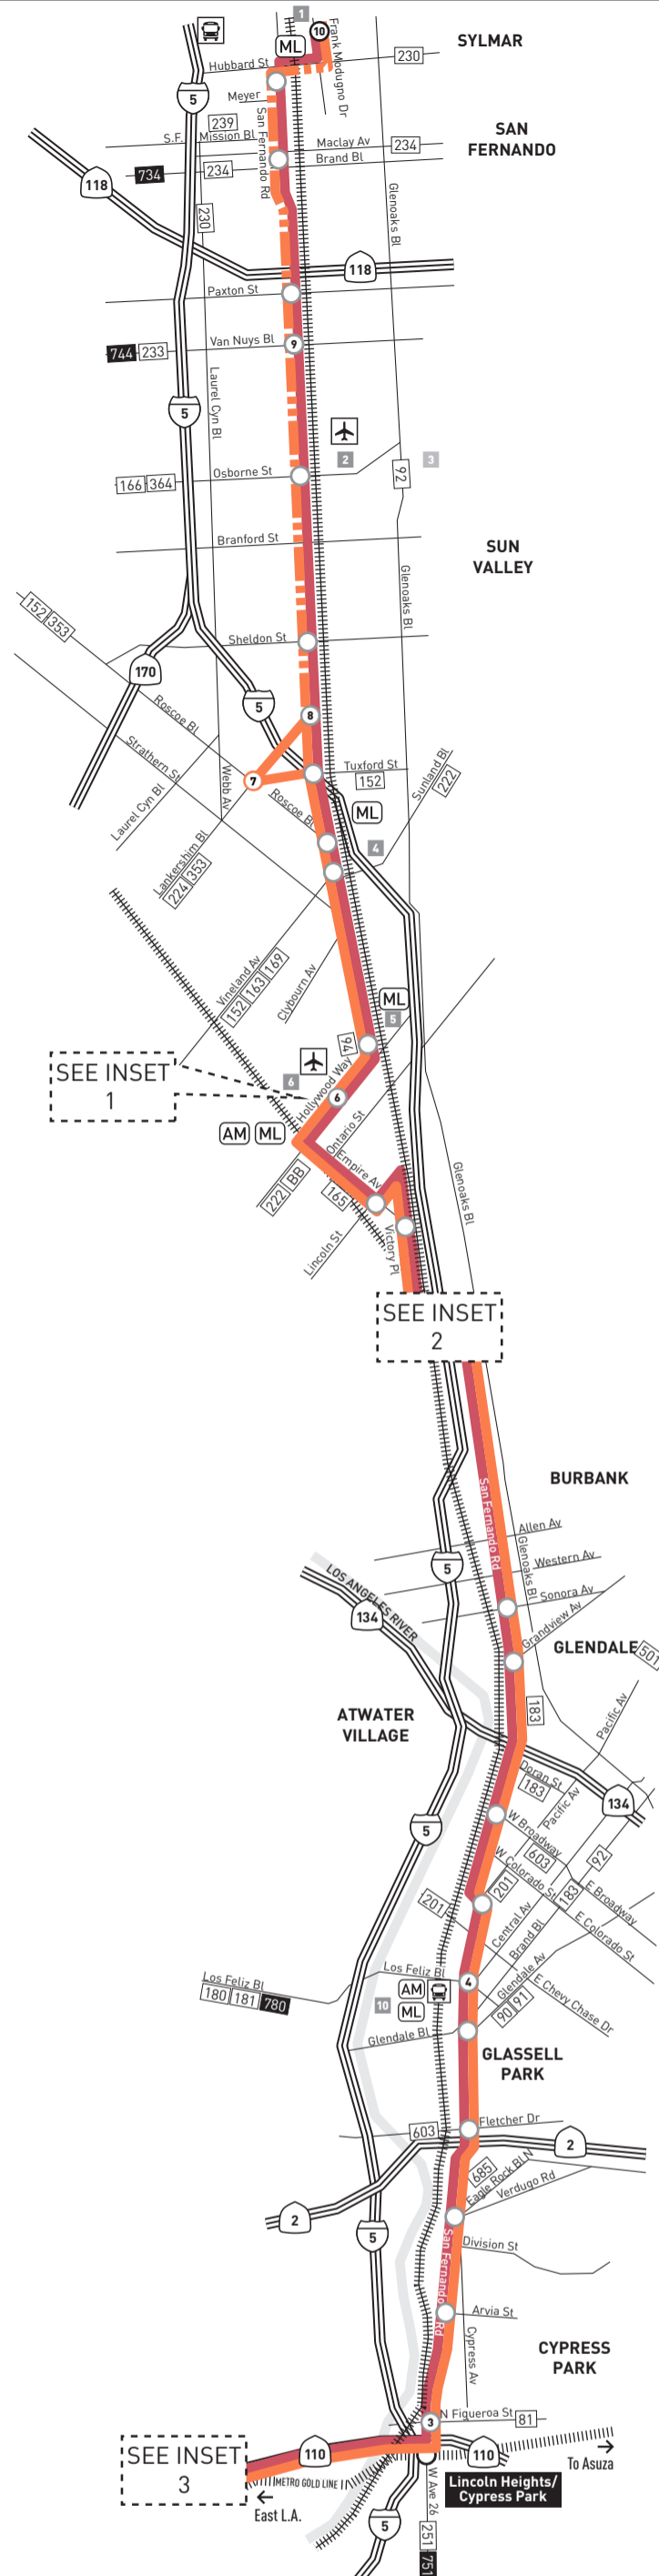 1
10
ML
Frank Modugno Dr
SYLMAR
Hubbard St
230
5
Meyer
239
S.F. Mission Bl
San Fernando Rd
SAN
FERNANDO
Maclay Av
234
Brand Bl
734
234
118
230
Glenoaks Bl
118
Paxton St
744
233
Van Nuys Bl
9
Laurel Cyn Bl
5
2
3
166
364
Osborne St
92
Branford St
SUN
VALLEY
Glenoaks Bl
152
353
Sheldon St
170
5
Roscoe Bl
8
Strathern St
7
Tuxford St
152
Sunland Bl
222
Webb Av
Laurel Cyn Bl
Roscoe Bl
ML
4
Lankershim Bl
224
353
Vineland Av
152
163
169
Clybourn Av
ML
5
94
SEE INSET
1
6
Hollywood Way
6
AM
ML
Ontario St
Empire Av
222
BB
165
Lincoln St
Victory Pl
Glenoaks Bl
SEE INSET
2
BURBANK
San Fernando Rd
Allen Av
Glenoaks Bl
Western Av
5
Sonora Av
LOS ANGELES RIVER
134
Grandview Av
GLENDALE
501
ATWATER
VILLAGE
183
Pacific Av
Doran St
183
Pacific Av
134
5
W Broadway
603
92
W Colorado St
201
183
E Broadway
201
Central Av
Brand Bl
E Colorado St
Los Feliz Bl
4
Glendale Av
E Chevy Chase Dr
Los Feliz Bl
180
181
780
AM
10
ML
90
91
Glendale Bl
GLASSELL
PARK
Fletcher Dr
603
2
685
Eagle Rock Bl N
Verdugo Rd
2
5
San Fernando Rd
Division St
Arvia St
Cypress Av
CYPRESS
PARK
N Figueroa St
81
3
SEE INSET
3
110
110
To Asuza
METRO GOLD LINE
Lincoln Heights/
Cypress Park
East L.A.
W Ave 26
5
251
751